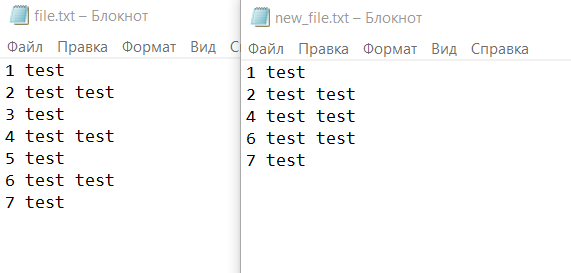 file.txt – Блокнот
Файл Правка Формат Вид Сп
1 test
2 test test
3 test
4 test test
5 test
6 test test
7 test
new_file.txt – Блокнот
Файл Правка Формат Вид Справка
1 test
2 test test
4 test test
6 test test
7 test